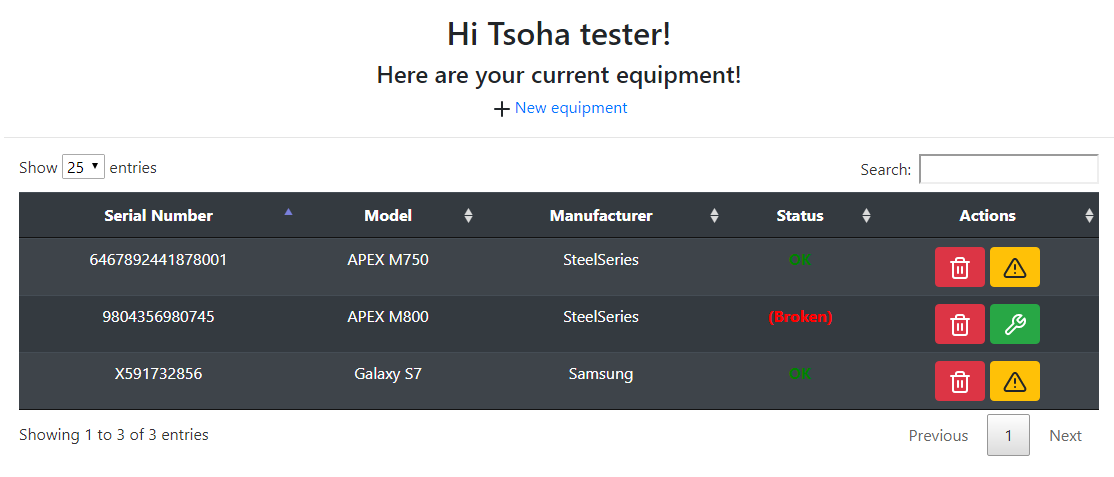 Hi Tsoha tester!
Here are your current equipment!
New equipment
Show 25 entries Search:
Serial Number Model Manufacturer Status Actions
6467892441878001 APEX M750 SteelSeries OK
9804356980745 APEX M800 SteelSeries (Broken)
X591732856 Galaxy S7 Samsung OK
Showing 1 to 3 of 3 entries Previous 1 Next